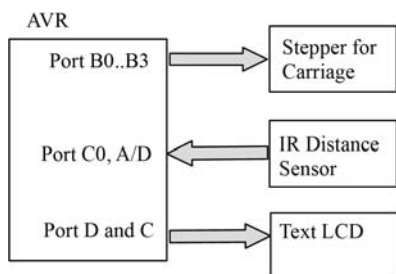 AVR
Port B0..B3
Stepper for
Carriage
Port C0, A/D
IR Distance
Sensor
Port D and C
Text LCD